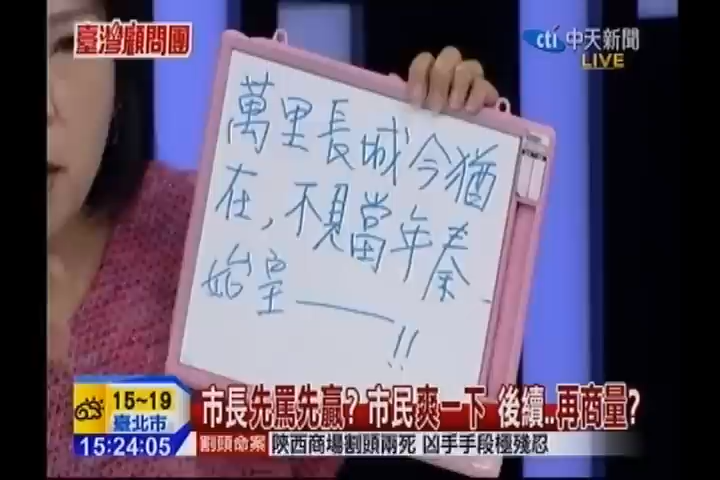 臺灣顧問團
cti 中天新聞
LIVE
萬里長城今猶
在,不見當年秦
始皇——!!
15~19
臺北市
15:24:05
市長先罵先贏? 市民爽一下 後續..再商量?
割頭命案 陝西商場割頭兩死 凶手手段極殘忍